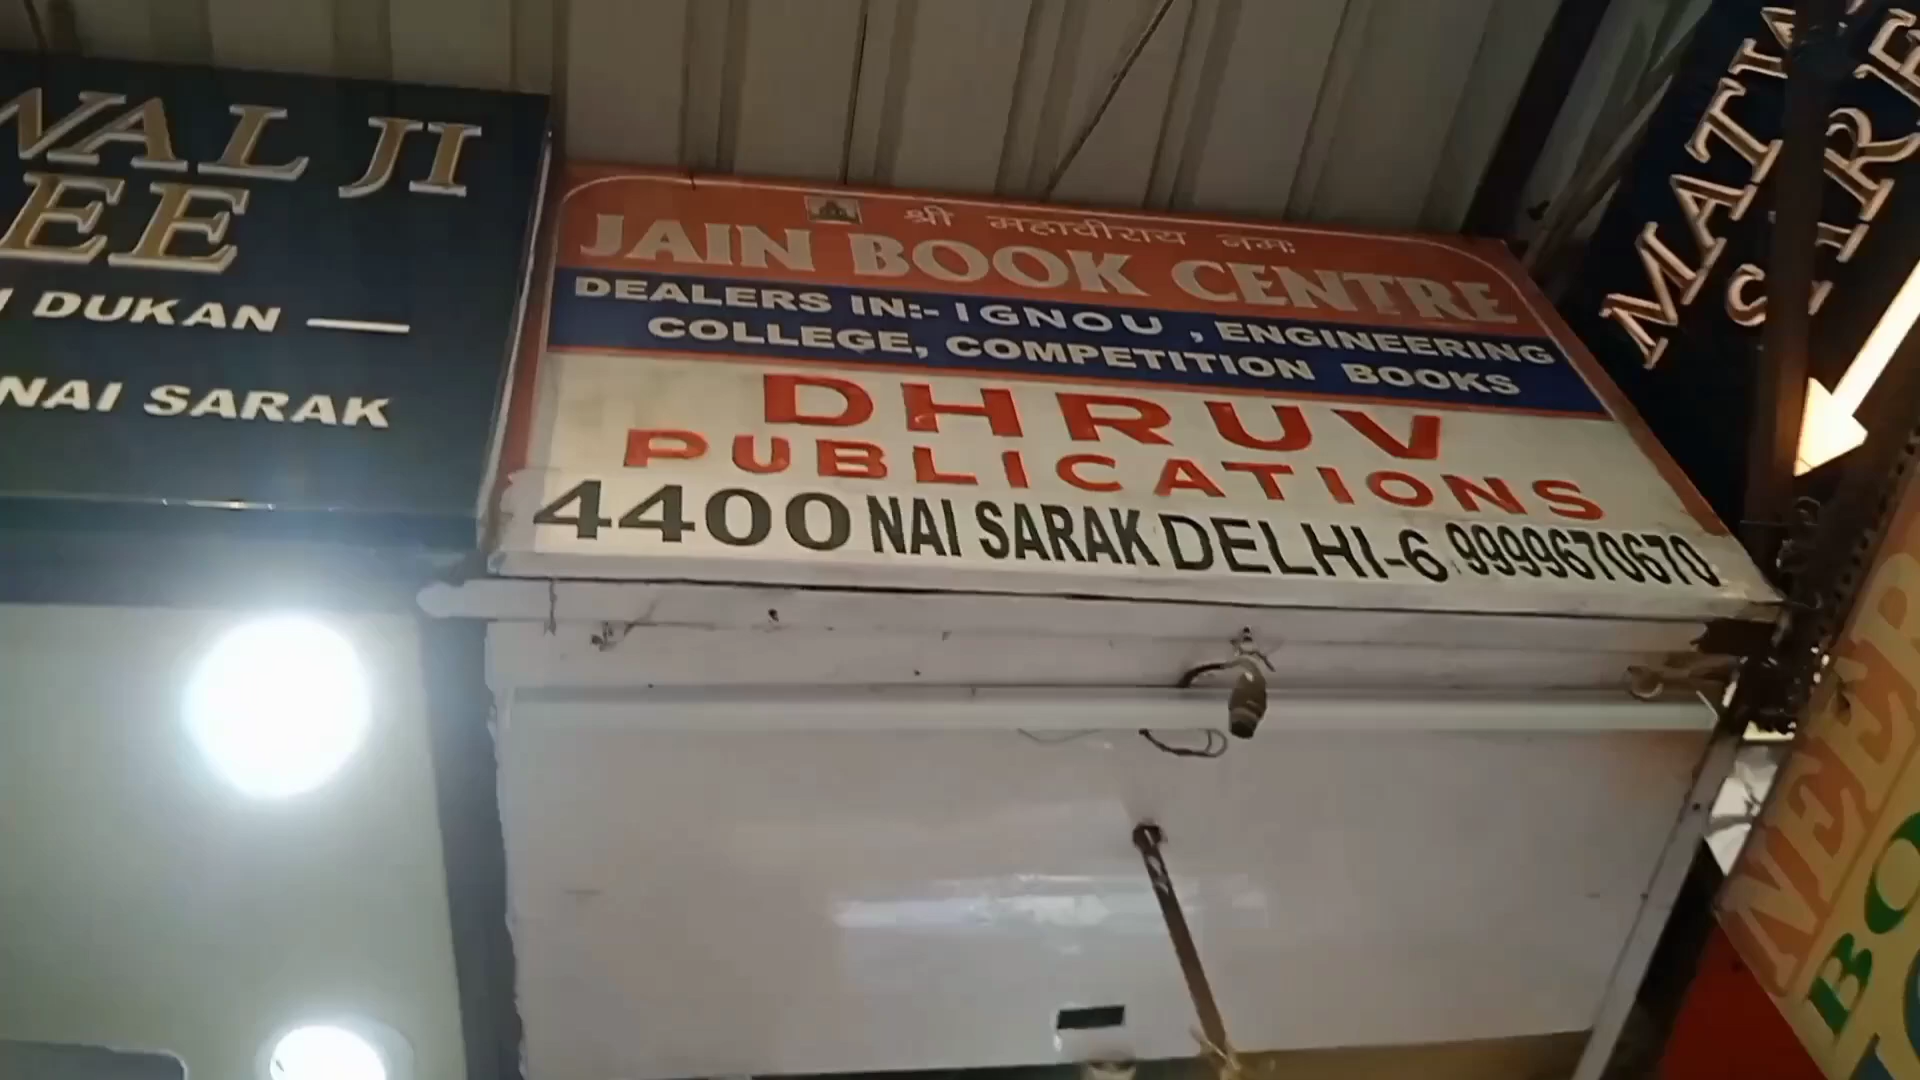 JI
EE
DUKAN
NAI SARAK
श्री महावीराय नमः
JAIN BOOK CENTRE
DEALERS IN:- IGNOU , ENGINEERING
COLLEGE, COMPETITION BOOKS
DHRUV
PUBLICATIONS
4400 NAI SARAK DELHI-6 9999670670